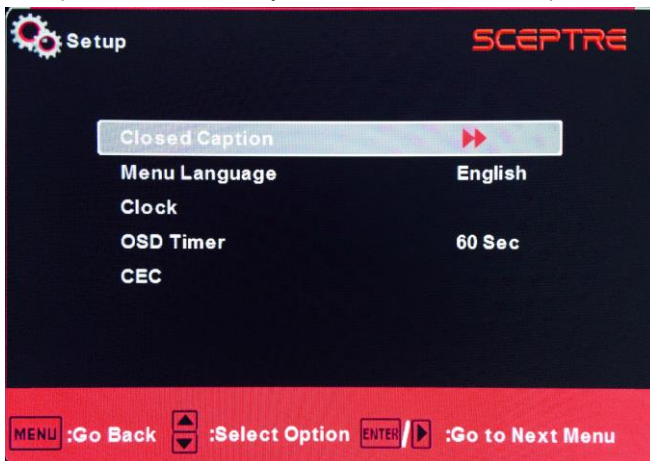 Setup
SCEPTRE
Closed Caption
Menu Language English
Clock
OSD Timer 60 Sec
CEC
MENU :Go Back :Select Option ENTER / :Go to Next Menu